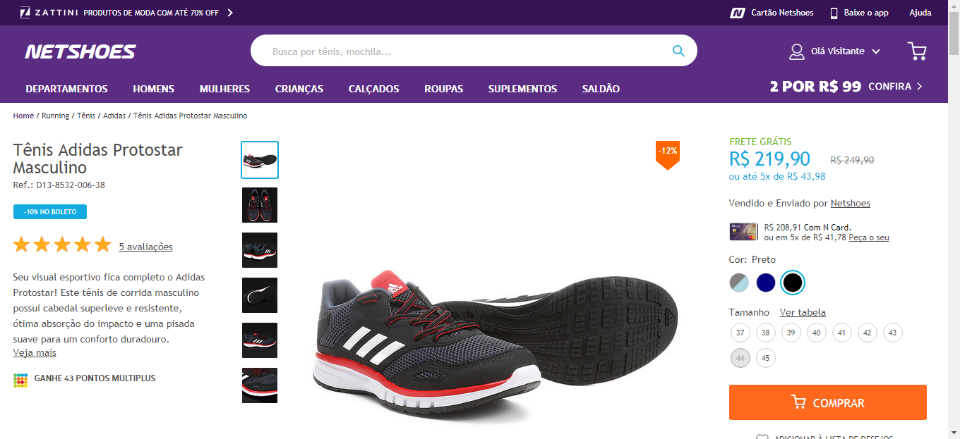 ZATTINI PRODUTOS DE MODA COM ATÉ 70% OFF
Cartão Netshoes
Baixe o app
Ajuda
NETSHOES
Busca por tênis, mochila...
Olá Visitante
DEPARTAMENTOS HOMENS MULHERES CRIANÇAS CALÇADOS ROUPAS SUPLEMENTOS SALDÃO
2 POR R$ 99 CONFIRA
Home / Running / Tênis / Adidas / Tênis Adidas Protostar Masculino
Tênis Adidas Protostar
Masculino
Ref.: D13-8532-006-38
-10% NO BOLETO
5 avaliações
Seu visual esportivo fica completo o Adidas
Protostar! Este tênis de corrida masculino
possui cabedal superleve e resistente,
ótima absorção do impacto e uma pisada
suave para um conforto duradouro.
Veja mais
GANHE 43 PONTOS MULTIPLUS
-12%
adidas
FRETE GRÁTIS
R$ 219,90 R$ 249,90
ou até 5x de R$ 43,98
Vendido e Enviado por Netshoes
R$ 208,91 Com N Card.
ou em 5x de R$ 41,78 Peça o seu
Cor: Preto
Tamanho Ver tabela
37 38 39 40 41 42 43
44 45
COMPRAR
ADICIONAR À LISTA DE DESEJOS